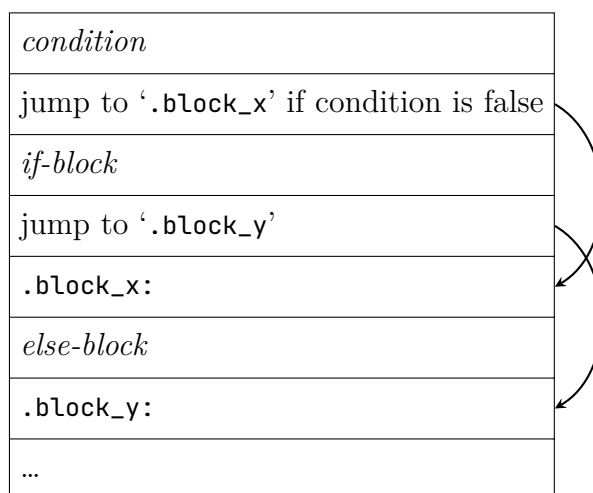 condition
jump to ‘.block_x’ if condition is false
if-block
jump to ‘.block_y’
.block_x:
else-block
.block_y:
…